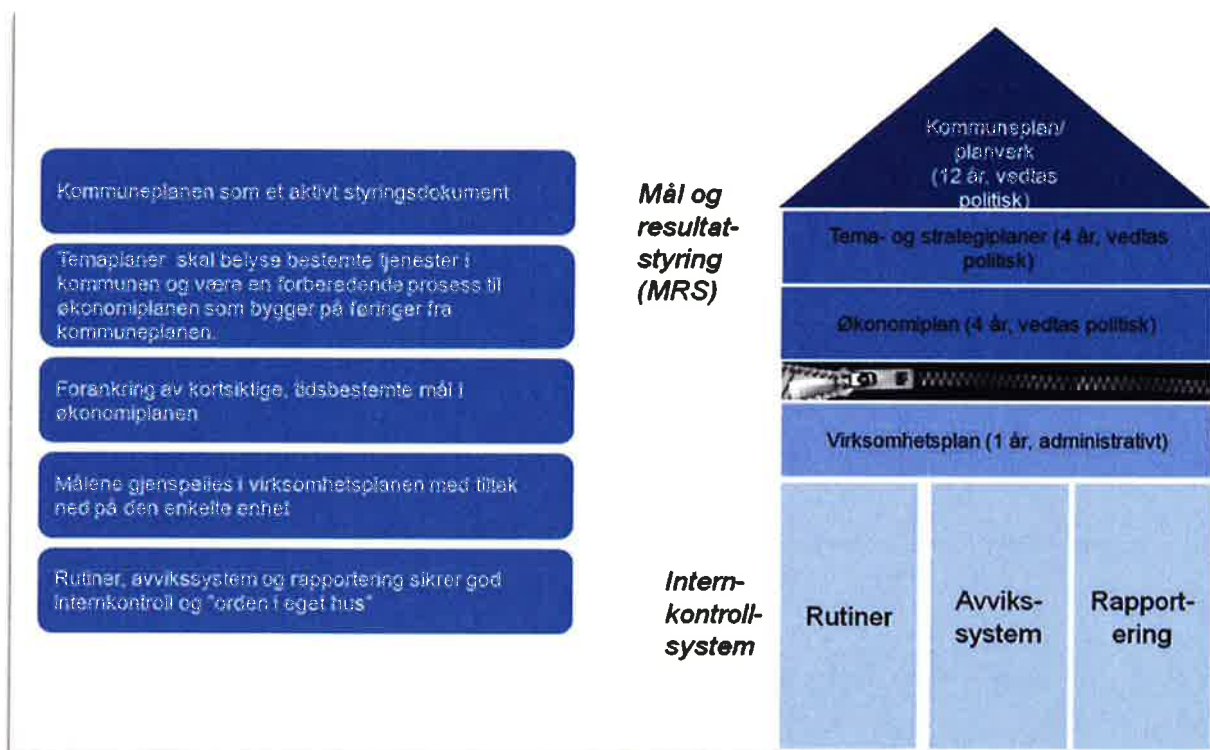 Kommuneplanen som et aktivt styringsdokument
Temaplaner skal belyse bestemte tjenester i
kommunen og være en forberedende prosess til
økonomiplanen som bygger på føringer fra
kommuneplanen.
Forankring av kortsiktige, tidsbestemte mål i
økonomiplanen
Målene gjenspeiles i virksomhetsplanen med tiltak
ned på den enkelte enhet
Rutiner, avvikssystem og rapportering sikrer god
internkontroll og "orden i eget hus"
Mål og
resultat-
styring
(MRS)
Intern-
kontroll-
system
Kommuneplan/
planverk
(12 år, vedtas
politisk)
Tema- og strategiplaner (4 år, vedtas
politisk)
Økonomiplan (4 år, vedtas politisk)
Virksomhetsplan (1 år, administrativt)
Rutiner
Avviks-
system
Rapport-
ering